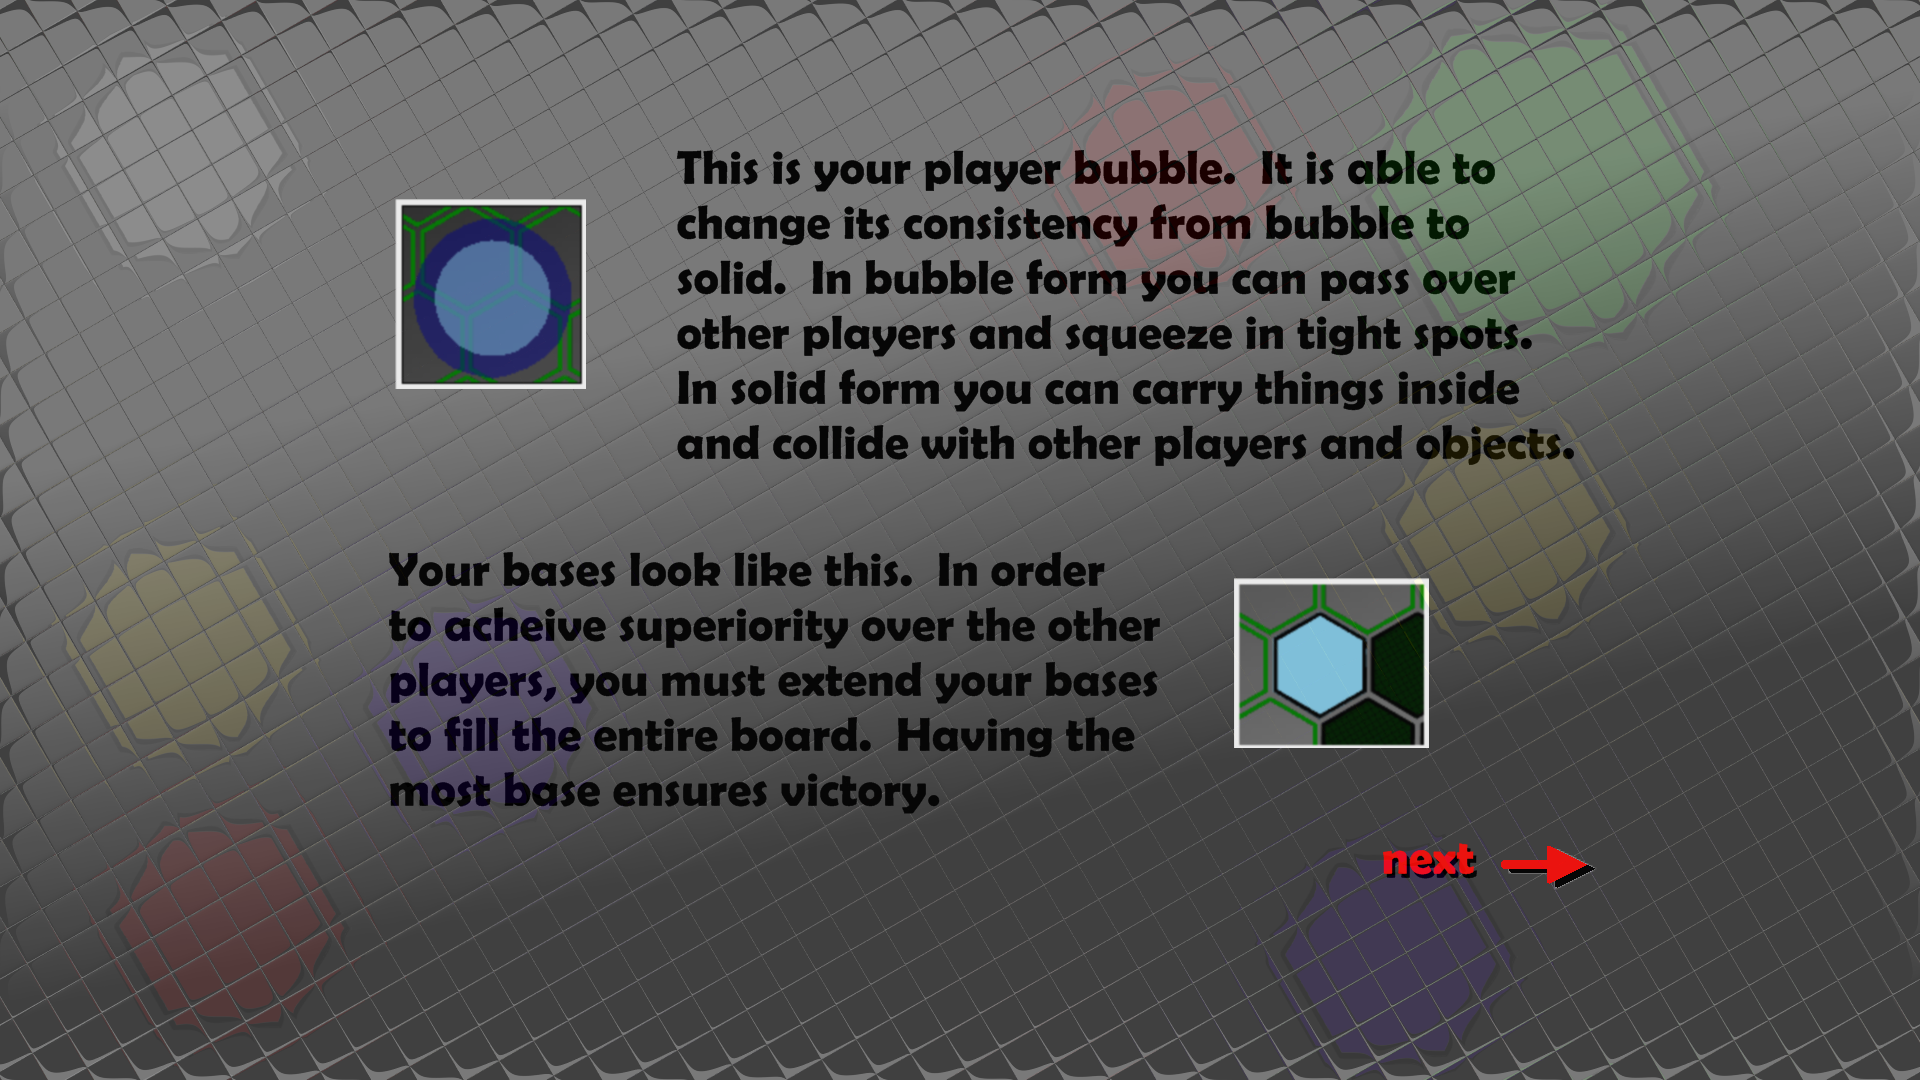 This is your player bubble.  It is able to
change its consistency from bubble to
solid.  In bubble form you can pass over
other players and squeeze in tight spots.
In solid form you can carry things inside
and collide with other players and objects.
Your bases look like this.  In order
to acheive superiority over the other
players, you must extend your bases
to fill the entire board.  Having the
most base ensures victory.
next